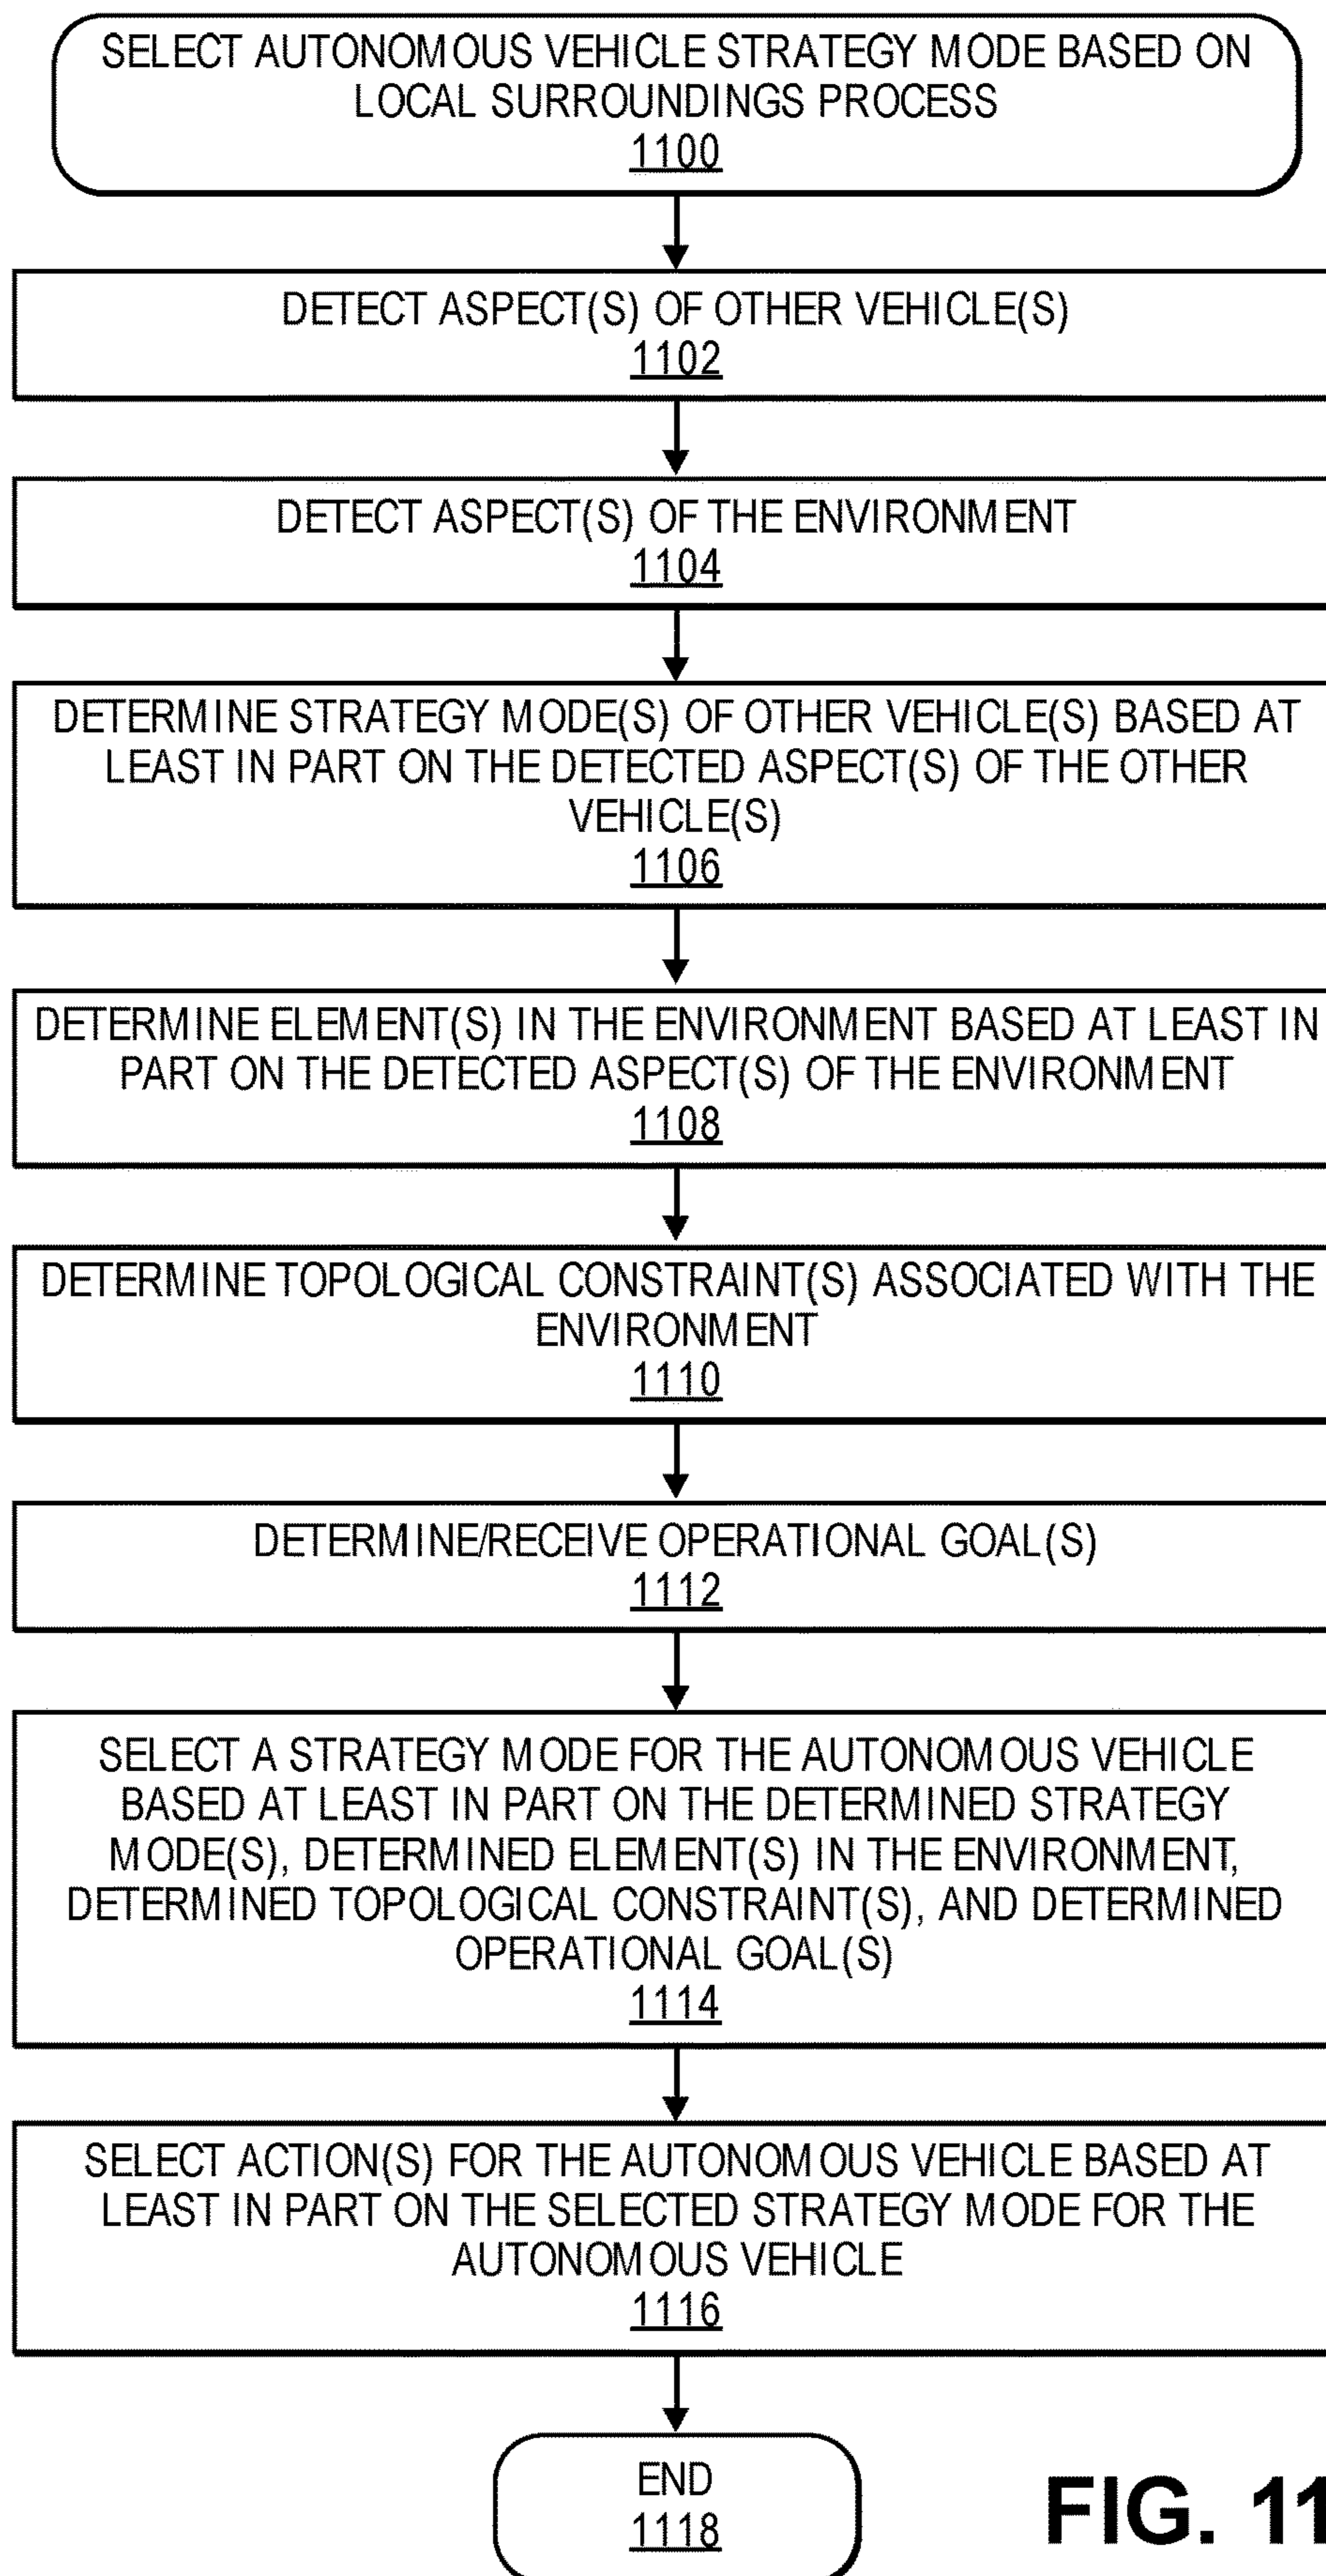 SELECT AUTONOMOUS VEHICLE STRATEGY MODE BASED ON
LOCAL SURROUNDINGS PROCESS
1100
DETECT ASPECT(S) OF OTHER VEHICLE(S)
1102
DETECT ASPECT(S) OF THE ENVIRONMENT
1104
DETERMINE STRATEGY MODE(S) OF OTHER VEHICLE(S) BASED AT
LEAST IN PART ON THE DETECTED ASPECT(S) OF THE OTHER
VEHICLE(S)
1106
DETERMINE ELEMENT(S) IN THE ENVIRONMENT BASED AT LEAST IN
PART ON THE DETECTED ASPECT(S) OF THE ENVIRONMENT
1108
DETERMINE TOPOLOGICAL CONSTRAINT(S) ASSOCIATED WITH THE
ENVIRONMENT
1110
DETERMINE/RECEIVE OPERATIONAL GOAL(S)
1112
SELECT A STRATEGY MODE FOR THE AUTONOMOUS VEHICLE
BASED AT LEAST IN PART ON THE DETERMINED STRATEGY
MODE(S), DETERMINED ELEMENT(S) IN THE ENVIRONMENT,
DETERMINED TOPOLOGICAL CONSTRAINT(S), AND DETERMINED
OPERATIONAL GOAL(S)
1114
SELECT ACTION(S) FOR THE AUTONOMOUS VEHICLE BASED AT
LEAST IN PART ON THE SELECTED STRATEGY MODE FOR THE
AUTONOMOUS VEHICLE
1116
END
1118
FIG. 11